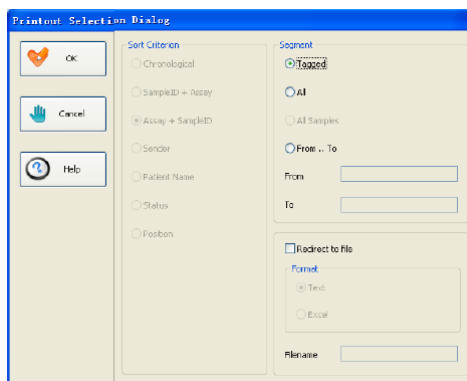 Printout Selection Dialog
OK
Cancel
Help
Sort Criterion
Chronological
SampleID + Assay
Assay + SampleID
Sender
Patient Name
Status
Position
Segment
Tagged
All
All Samples
From .. To
From
To
Redirect to file
Format
Text
Excel
Filename